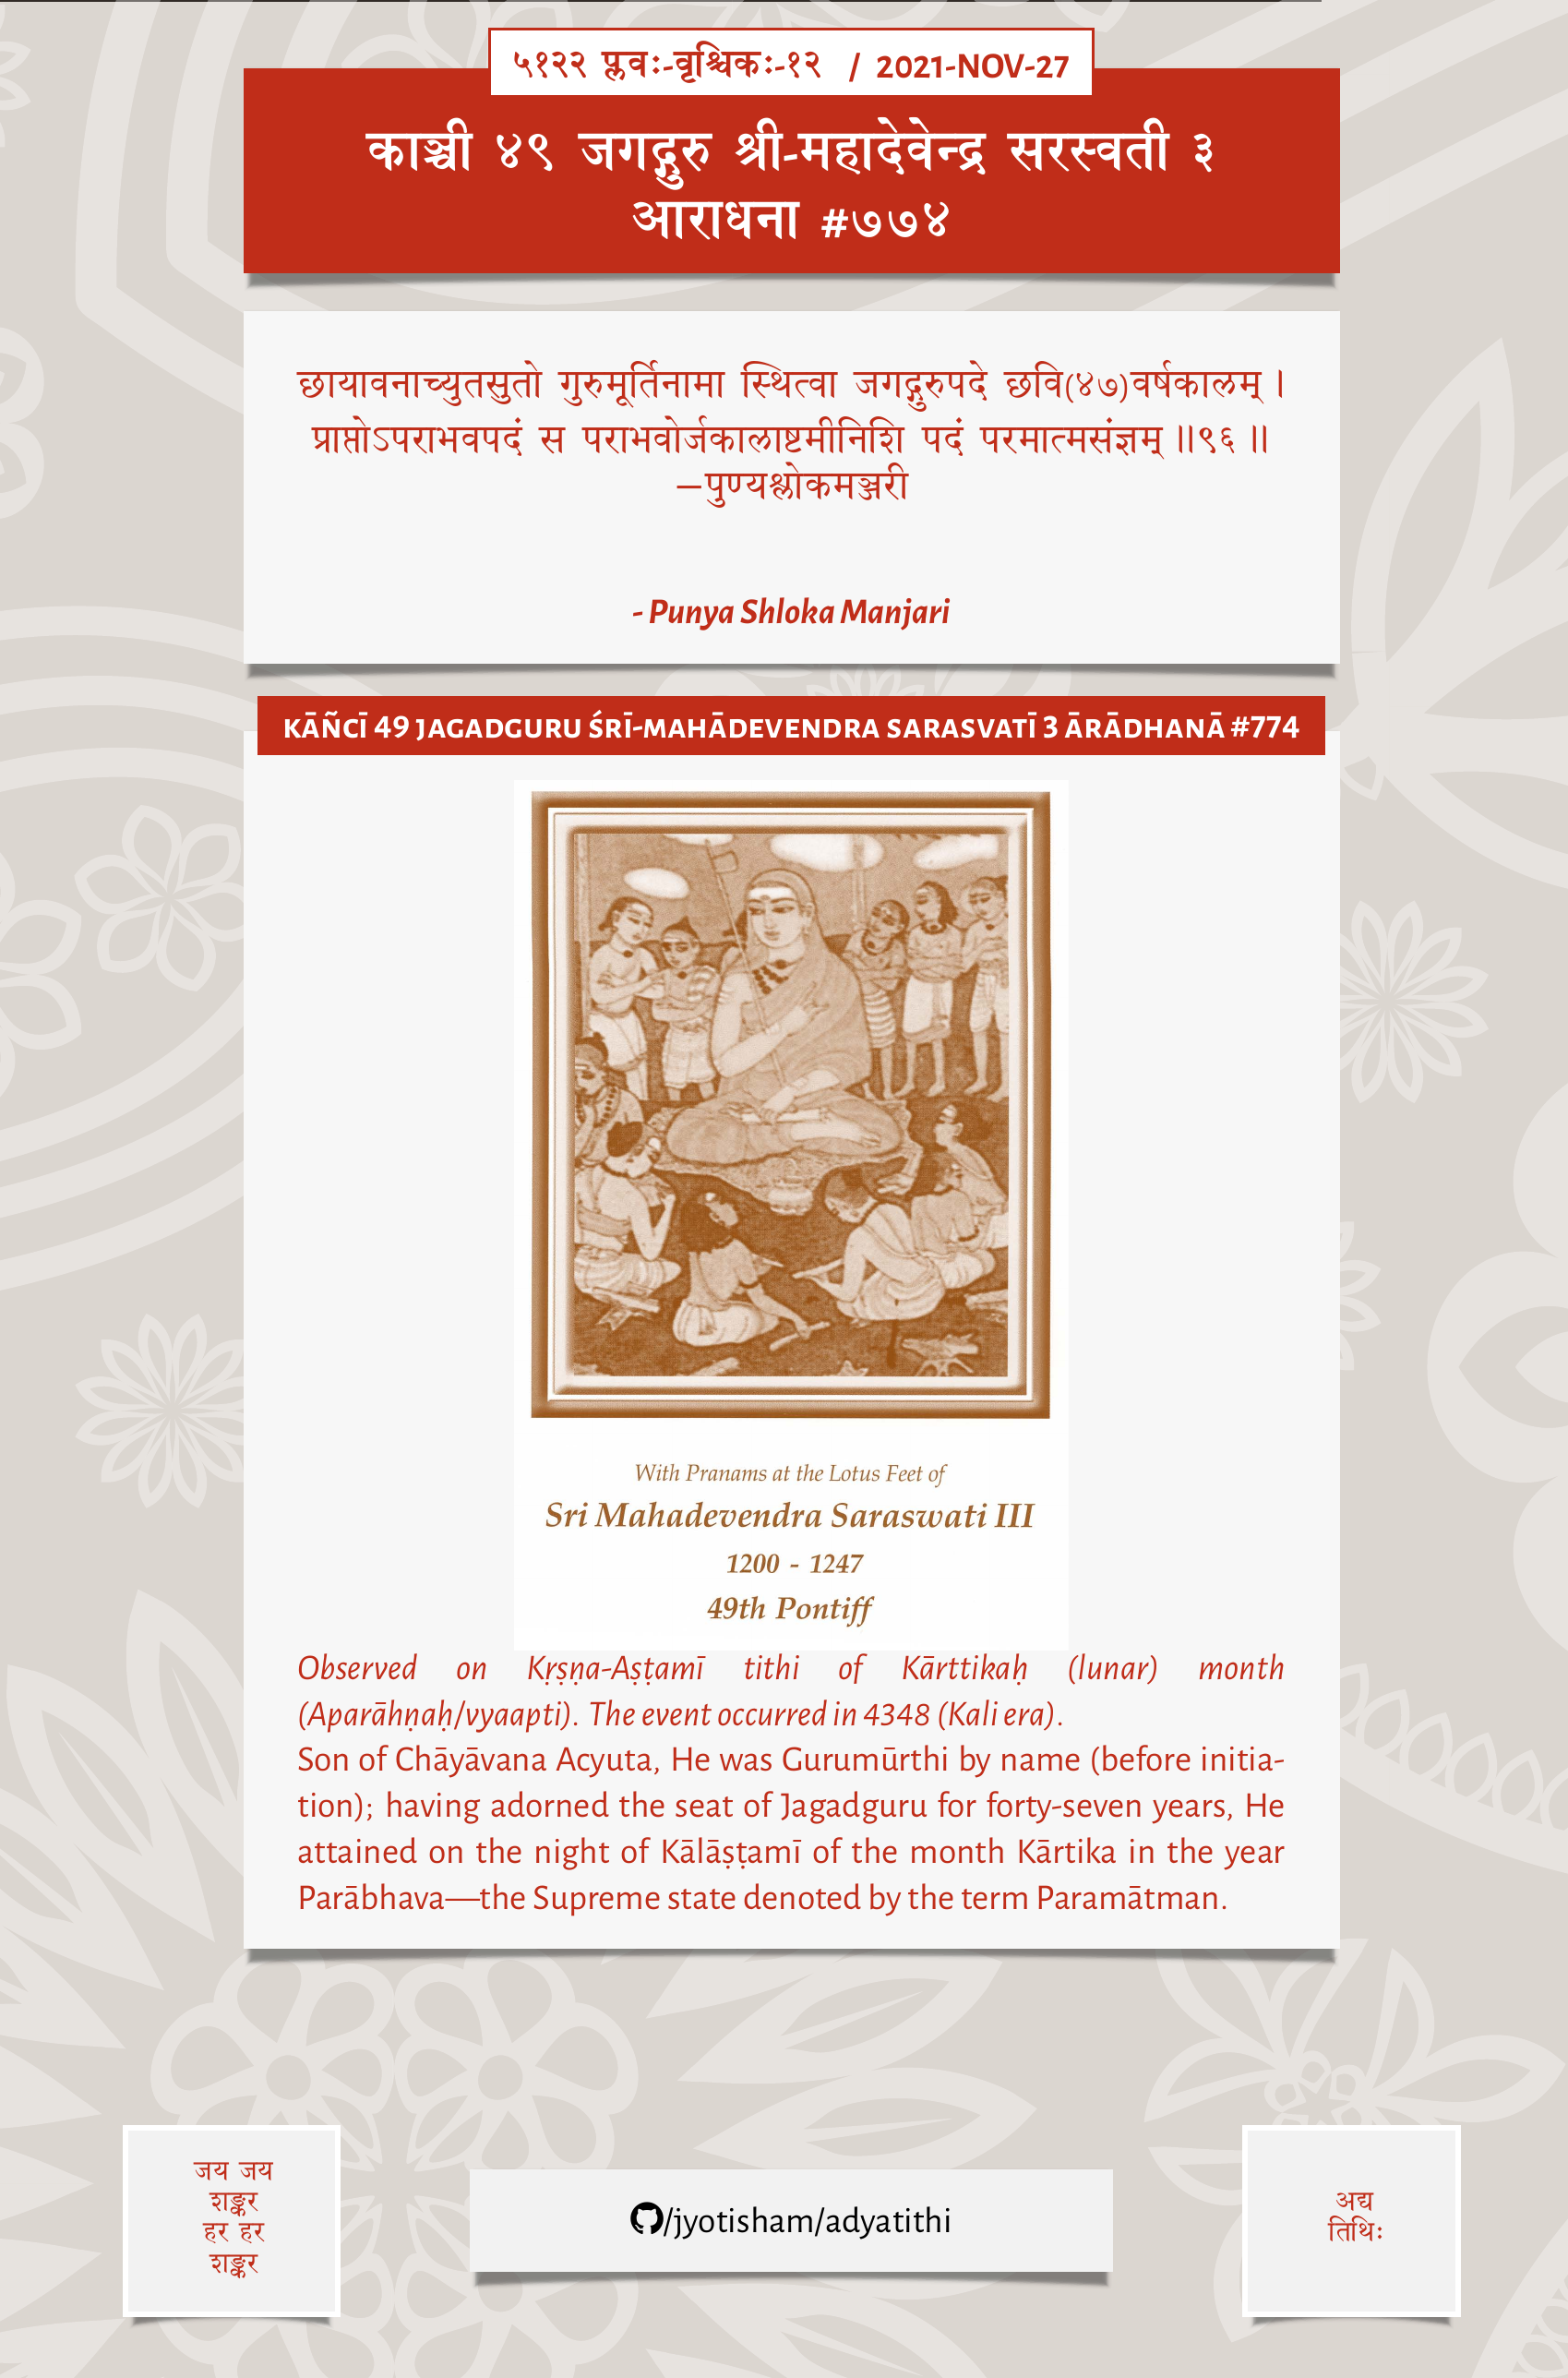 ५१२२ प्लवः-वृश्चिकः-१२ / 2021-NOV-27
काञ्ची ४९ जगद्गुरु श्री-महादेवेन्द्र सरस्वती ३
आराधना #७७४
छायावनाच्युतसुतो गुरुमूर्तिनामा स्थित्वा जगद्गुरुपदे छवि(४७)वर्षकालम्।
प्राप्तोऽपराभवपदं स पराभवोर्जकालाष्टमीनिशि पदं परमात्मसंज्ञम्॥९६॥
—पुण्यश्लोकमञ्जरी
- Punya Shloka Manjari
KĀÑCĪ 49 JAGADGURU ŚRĪ-MAHĀDEVENDRA SARASVATĪ 3 ĀRĀDHANĀ #774
With Pranams at the Lotus Feet of
Sri Mahadevendra Saraswati III
1200 - 1247
49th Pontiff
Observed on Kṛṣṇa-Aṣṭamī tithi of Kārttikaḥ (lunar) month
(Aparāhṇaḥ/vyaapti). The event occurred in 4348 (Kali era).
Son of Chāyāvana Acyuta, He was Gurumūrthi by name (before initia-
tion); having adorned the seat of Jagadguru for forty-seven years, He
attained on the night of Kālāṣṭamī of the month Kārtika in the year
Parābhava—the Supreme state denoted by the term Paramātman.
जय जय
शङ्कर
हर हर
शङ्कर
/jyotisham/adyatithi
अद्य
तिथिः